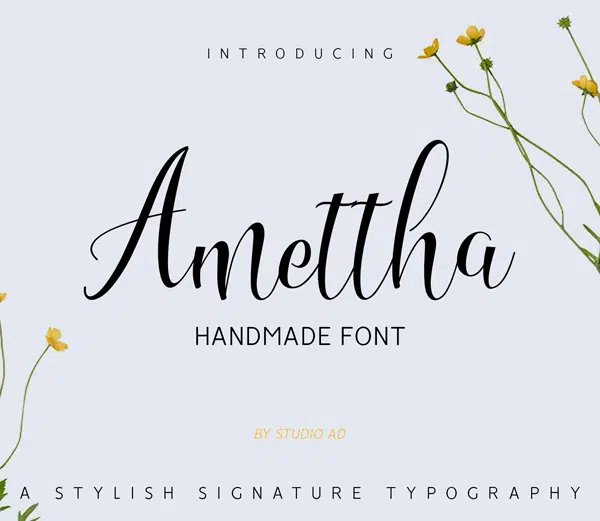 INTRODUCING
Amettha
HANDMADE FONT
BY STUDIO AD
A STYLISH SIGNATURE TYPOGRAPHY